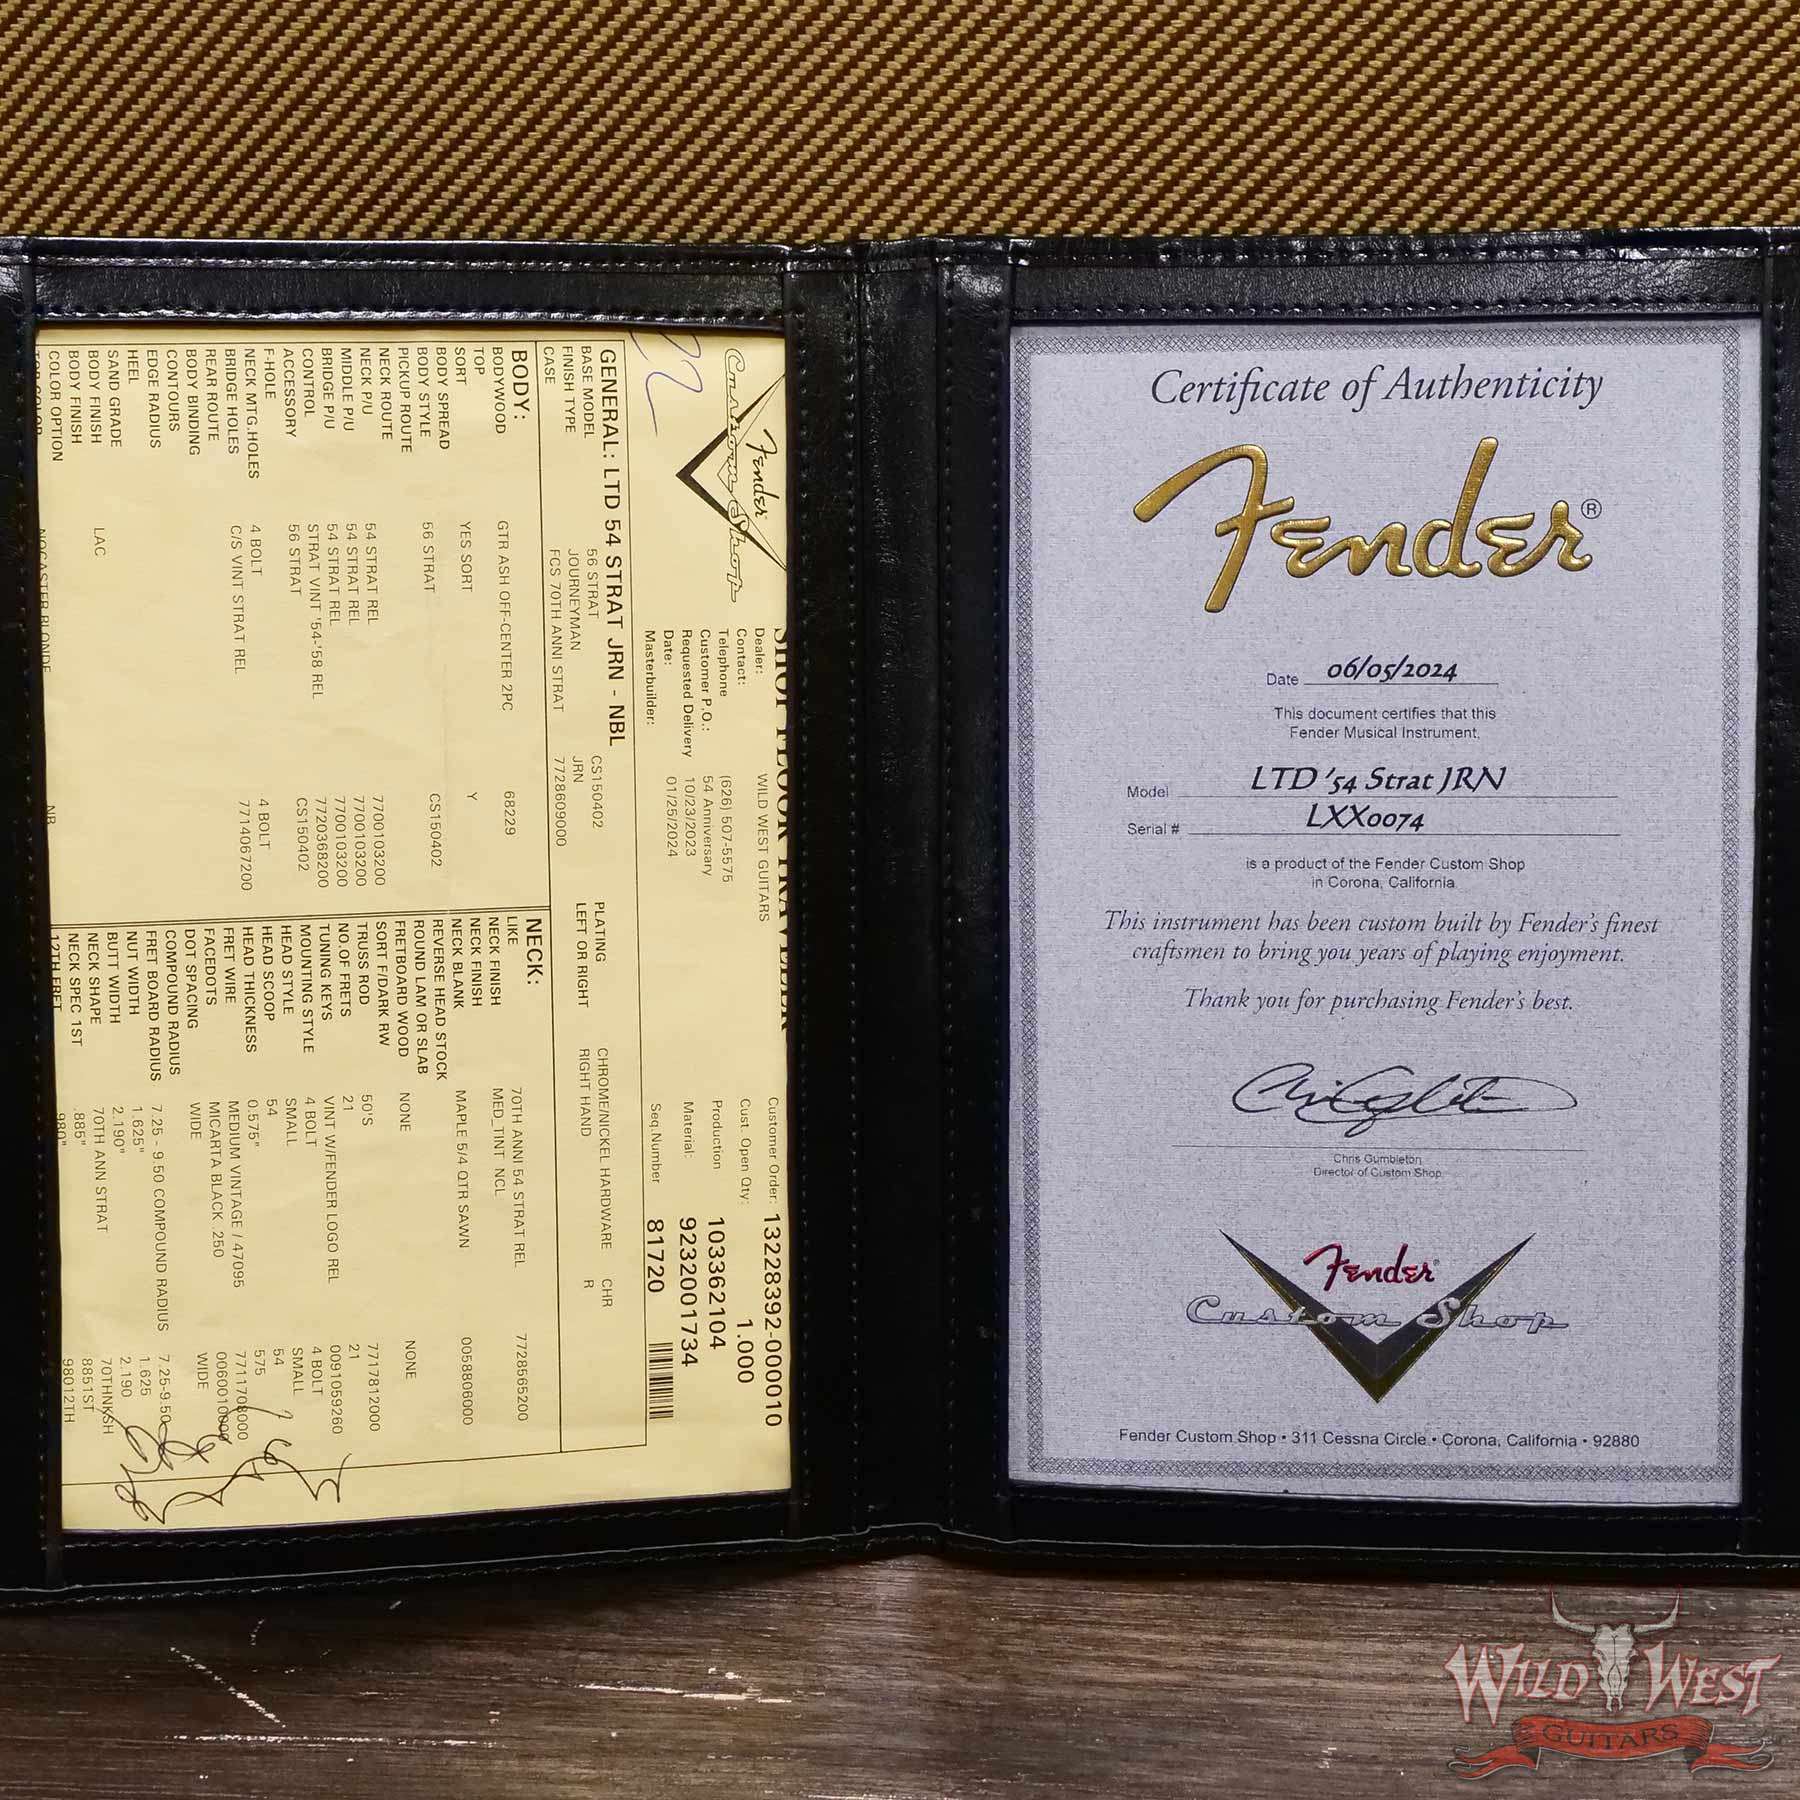 Fender
Custom Shop
SHOP FLOOR TRAVELER
Dealer: WILD WEST GUITARS
Contact:
Telephone (626) 507-5575
Customer P.O.: 54 Anniversary
Requested Delivery 10/23/2023
Date: 01/25/2024
Masterbuilder:
Customer Order: 13228392-000010
Cust. Open Qty: 1.000
Production 103362104
Material: 9232001734
Seq.Number 81720
GENERAL: LTD 54 STRAT JRN - NBL
BASE MODEL 56 STRAT CS150402 PLATING CHROME/NICKEL HARDWARE CHR
FINISH TYPE JOURNEYMAN JRN LEFT OR RIGHT RIGHT HAND R
CASE FCS 70TH ANNI STRAT 7728609000
BODY:
BODYWOOD GTR ASH OFF-CENTER 2PC 68229
TOP
SORT YES SORT Y
BODY SPREAD
BODY STYLE 56 STRAT CS150402
PICKUP ROUTE
NECK ROUTE
NECK P/U 54 STRAT REL 7700103200
MIDDLE P/U 54 STRAT REL 7700103200
BRIDGE P/U 54 STRAT REL 7700103200
CONTROL STRAT VINT '54-'58 REL 7720368200
ACCESSORY 56 STRAT CS150402
F-HOLE
NECK MTG.HOLES 4 BOLT 4 BOLT
BRIDGE HOLES C/S VINT STRAT REL 7714067200
REAR ROUTE
BODY BINDING
CONTOURS
EDGE RADIUS
HEEL
SAND GRADE
BODY FINISH LAC
BODY FINISH
COLOR OPTION
TOP COLOR NOCASTER BLONDE NB
NECK:
LIKE 70TH ANNI 54 STRAT REL 7728565200
NECK FINISH MED_TINT NCL
NECK FINISH
NECK BLANK MAPLE 5/4 QTR SAWN 0058806000
REVERSE HEAD STOCK
ROUND LAM OR SLAB
FRETBOARD WOOD NONE NONE
SORT F/DARK RW
TRUSS ROD 50'S 7717812000
NO.OF FRETS 21 21
TUNING KEYS VINT W/FENDER LOGO REL 0091059260
MOUNTING STYLE 4 BOLT 4 BOLT
HEAD STYLE SMALL SMALL
HEAD SCOOP 54 54
HEAD THICKNESS 0.575" 575
FRET WIRE MEDIUM VINTAGE / 47095 7711708000
FACEDOTS MICARTA BLACK .250 0060010000
DOT SPACING WIDE WIDE
COMPOUND RADIUS
FRET BOARD RADIUS 7.25 - 9.50 COMPOUND RADIUS 7.25-9.50
NUT WIDTH 1.625" 1.625
BUTT WIDTH 2.190" 2.190
NECK SHAPE 70TH ANN STRAT 70THNKSH
NECK SPEC 1ST .885" 8851ST
12TH FRET .980" 98012TH
Certificate of Authenticity
Fender®
Date 06/05/2024
This document certifies that this
Fender Musical Instrument,
Model LTD '54 Strat JRN
Serial # LXX0074
is a product of the Fender Custom Shop
in Corona, California
This instrument has been custom built by Fender's finest
craftsmen to bring you years of playing enjoyment.
Thank you for purchasing Fender's best.
Chris Gumbleton
Director of Custom Shop
Fender®
Custom Shop
Fender Custom Shop • 311 Cessna Circle • Corona, California • 92880
WILD WEST
GUITARS